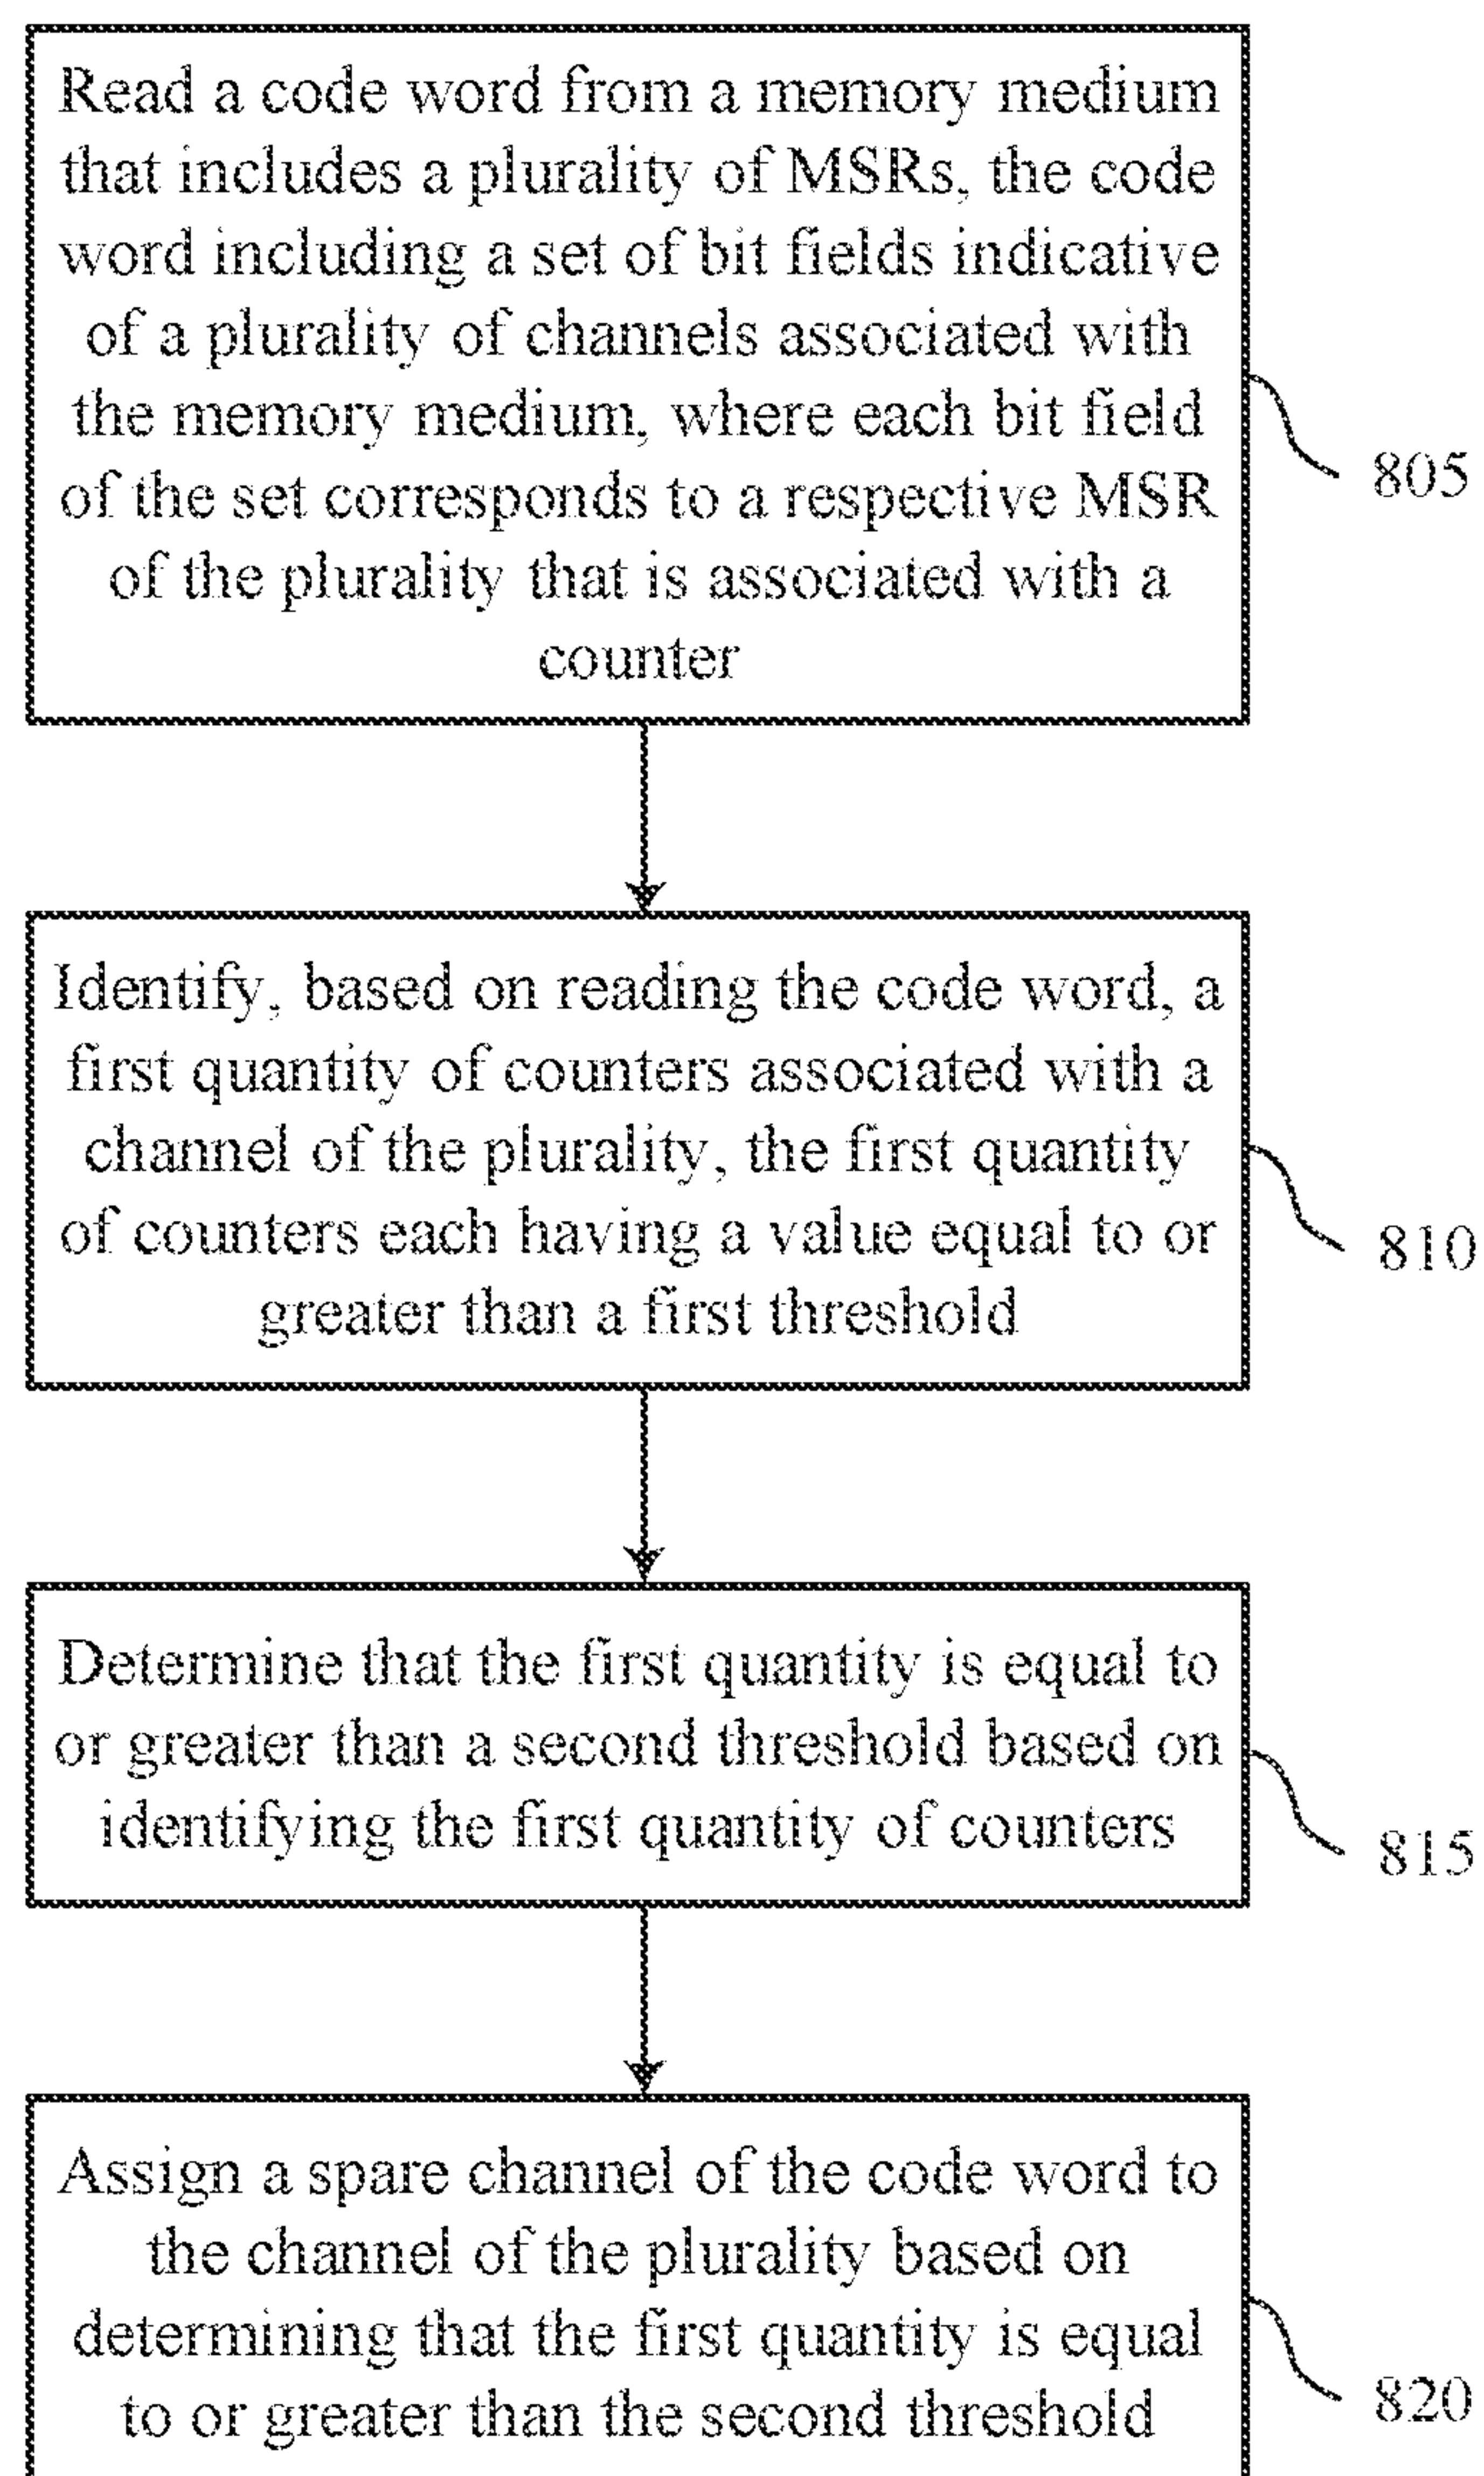 Read a code word from a memory medium
that includes a plurality of MSRs, the code
word including a set of bit fields indicative
of a plurality of channels associated with
the memory medium, where each bit field
of the set corresponds to a respective MSR
of the plurality that is associated with a
counter
805
Identify, based on reading the code word, a
first quantity of counters associated with a
channel of the plurality, the first quantity
of counters each having a value equal to or
greater than a first threshold
810
Determine that the first quantity is equal to
or greater than a second threshold based on
identifying the first quantity of counters
815
Assign a spare channel of the code word to
the channel of the plurality based on
determining that the first quantity is equal
to or greater than the second threshold
820